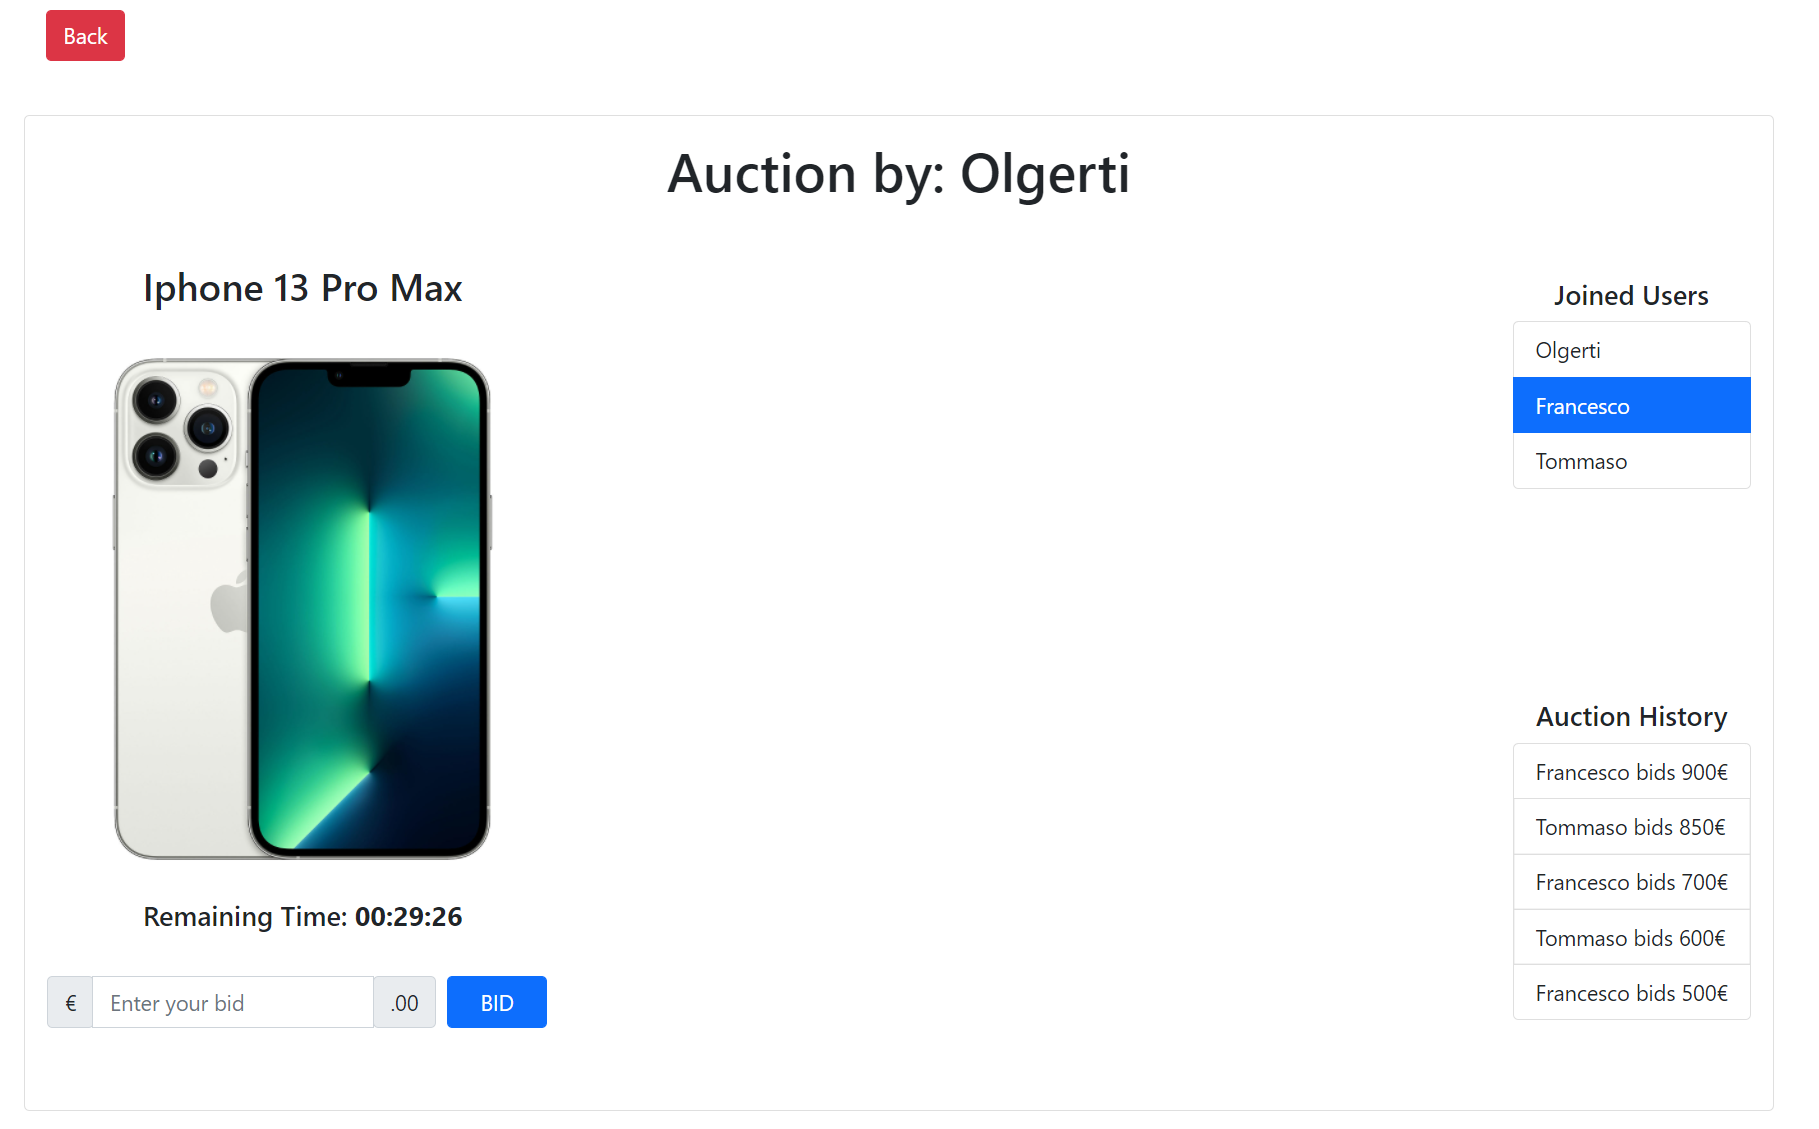 Back
Auction by: Olgerti
Iphone 13 Pro Max
Remaining Time: 00:29:26
€ Enter your bid .00 BID
Joined Users
Olgerti
Francesco
Tommaso
Auction History
Francesco bids 900€
Tommaso bids 850€
Francesco bids 700€
Tommaso bids 600€
Francesco bids 500€